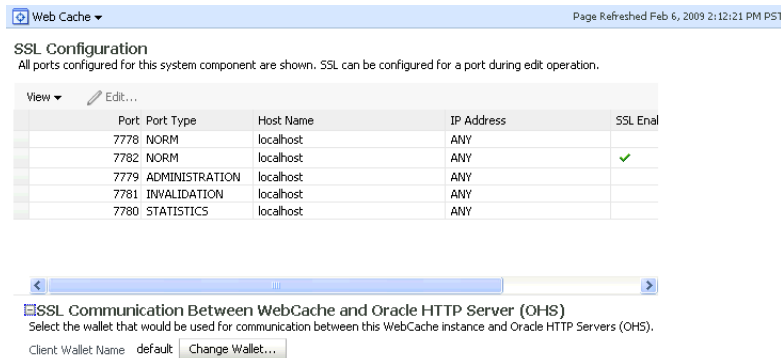 Web Cache
Page Refreshed Feb 6, 2009 2:12:21 PM PST
SSL Configuration
All ports configured for this system component are shown. SSL can be configured for a port during edit operation.
View Edit...
Port Port Type Host Name IP Address SSL Enal
7778 NORM localhost ANY
7782 NORM localhost ANY
7779 ADMINISTRATION localhost ANY
7781 INVALIDATION localhost ANY
7780 STATISTICS localhost ANY
SSL Communication Between WebCache and Oracle HTTP Server (OHS)
Select the wallet that would be used for communication between this WebCache instance and Oracle HTTP Servers (OHS).
Client Wallet Name default Change Wallet...